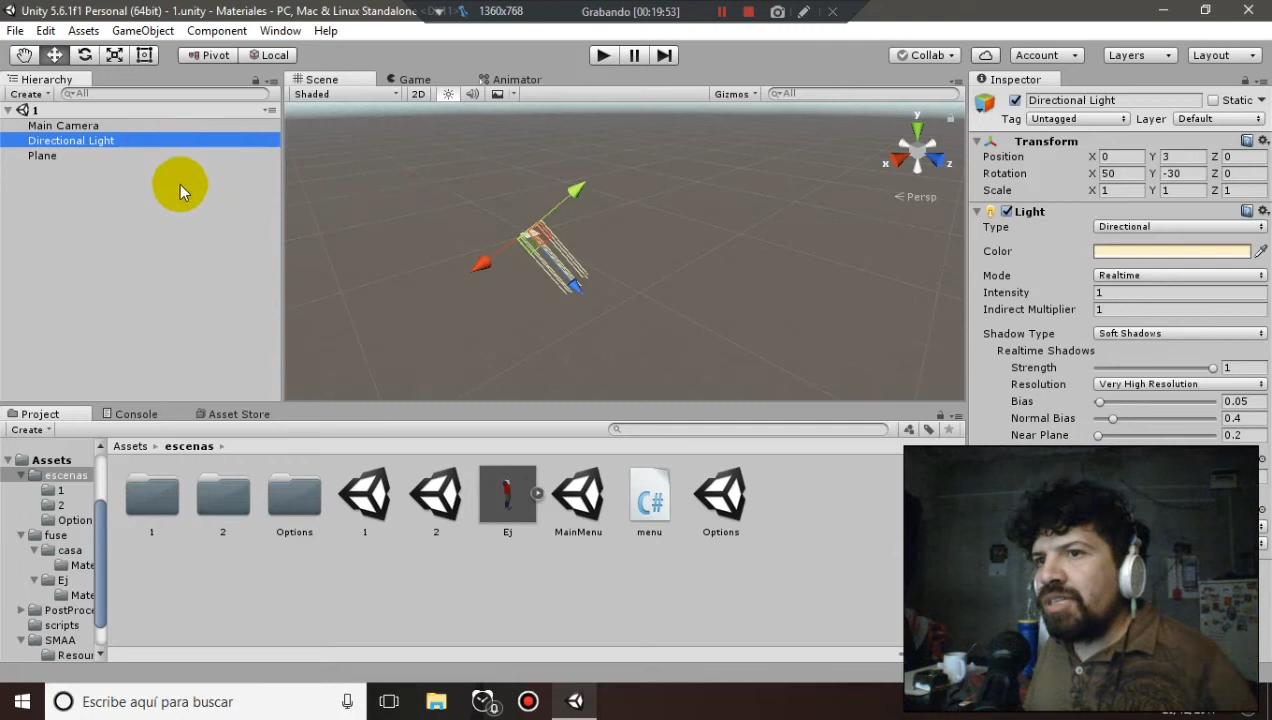 Unity 5.6.1f1 Personal (64bit) - 1.unity - Materiales - PC, Mac & Linux Standalone
1360x768
Grabando [00:19:53]
File Edit Assets GameObject Component Window Help
Pivot Local
Collab Account Layers Layout
Hierarchy
Create All
1
Main Camera
Directional Light
Plane
Scene Game Animator
Shaded 2D Gizmos All
y
x
z
Persp
Inspector
Directional Light Static
Tag Untagged Layer Default
Transform
Position X 0 Y 3 Z 0
Rotation X 50 Y -30 Z 0
Scale X 1 Y 1 Z 1
Light
Type Directional
Color
Mode Realtime
Intensity 1
Indirect Multiplier 1
Shadow Type Soft Shadows
Realtime Shadows
Strength 1
Resolution Very High Resolution
Bias 0.05
Normal Bias 0.4
Near Plane 0.2
Project Console Asset Store
Create
Assets
escenas
1
2
Option
fuse
casa
Mate
Ej
Mate
PostProce
scripts
SMAA
Resour
Assets escenas
1 2 Options 1 2 Ej MainMenu menu Options
C#
Escribe aquí para buscar